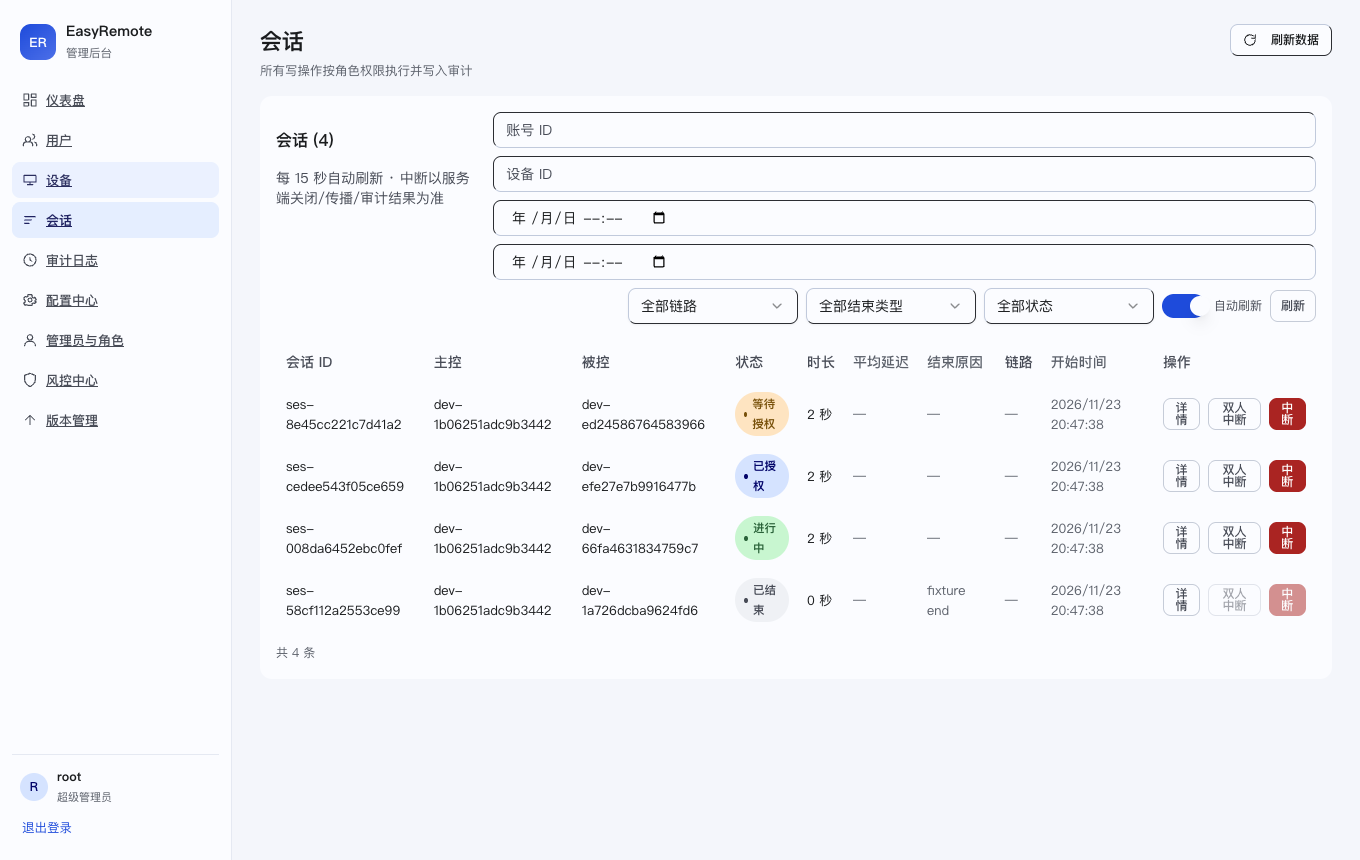 ER
EasyRemote
管理后台
仪表盘
用户
设备
会话
审计日志
配置中心
管理员与角色
风控中心
版本管理
R
root
超级管理员
退出登录
会话
所有写操作按角色权限执行并写入审计
刷新数据
会话 (4)
每 15 秒自动刷新 · 中断以服务
端关闭/传播/审计结果为准
账号 ID
设备 ID
年 /月/日 --:--
年 /月/日 --:--
全部链路
全部结束类型
全部状态
自动刷新
刷新
会话 ID 主控 被控 状态 时长 平均延迟 结束原因 链路 开始时间 操作
ses-
8e45cc221c7d41a2
dev-
1b06251adc9b3442
dev-
ed24586764583966
等待
授权
2 秒
—
—
—
2026/11/23
20:47:38
详
情
双人
中断
中
断
ses-
cedee543f05ce659
dev-
1b06251adc9b3442
dev-
efe27e7b9916477b
已授
权
2 秒
—
—
—
2026/11/23
20:47:38
详
情
双人
中断
中
断
ses-
008da6452ebc0fef
dev-
1b06251adc9b3442
dev-
66fa4631834759c7
进行
中
2 秒
—
—
—
2026/11/23
20:47:38
详
情
双人
中断
中
断
ses-
58cf112a2553ce99
dev-
1b06251adc9b3442
dev-
1a726dcba9624fd6
已结
束
0 秒
—
fixture
end
—
2026/11/23
20:47:38
详
情
双人
中断
中
断
共 4 条